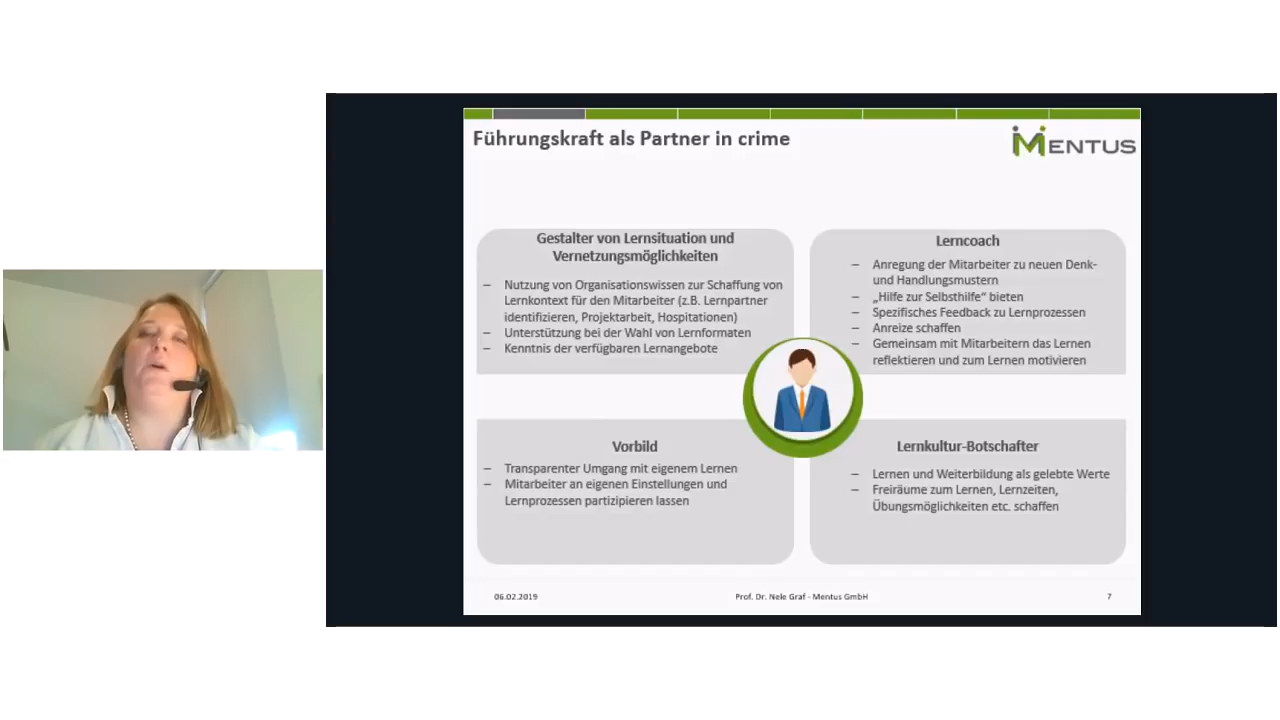 Führungskraft als Partner in crime
MENTUS
Gestalter von Lernsituation und
Vernetzungsmöglichkeiten
– Nutzung von Organisationswissen zur Schaffung von
Lernkontext für den Mitarbeiter (z.B. Lernpartner
identifizieren, Projektarbeit, Hospitationen)
– Unterstützung bei der Wahl von Lernformaten
– Kenntnis der verfügbaren Lernangebote
Lerncoach
– Anregung der Mitarbeiter zu neuen Denk-
und Handlungsmustern
– „Hilfe zur Selbsthilfe“ bieten
– Spezifisches Feedback zu Lernprozessen
– Anreize schaffen
– Gemeinsam mit Mitarbeitern das Lernen
reflektieren und zum Lernen motivieren
Vorbild
– Transparenter Umgang mit eigenem Lernen
– Mitarbeiter an eigenen Einstellungen und
Lernprozessen partizipieren lassen
Lernkultur-Botschafter
– Lernen und Weiterbildung als gelebte Werte
– Freiräume zum Lernen, Lernzeiten,
Übungsmöglichkeiten etc. schaffen
06.02.2019
Prof. Dr. Nele Graf - Mentus GmbH
7